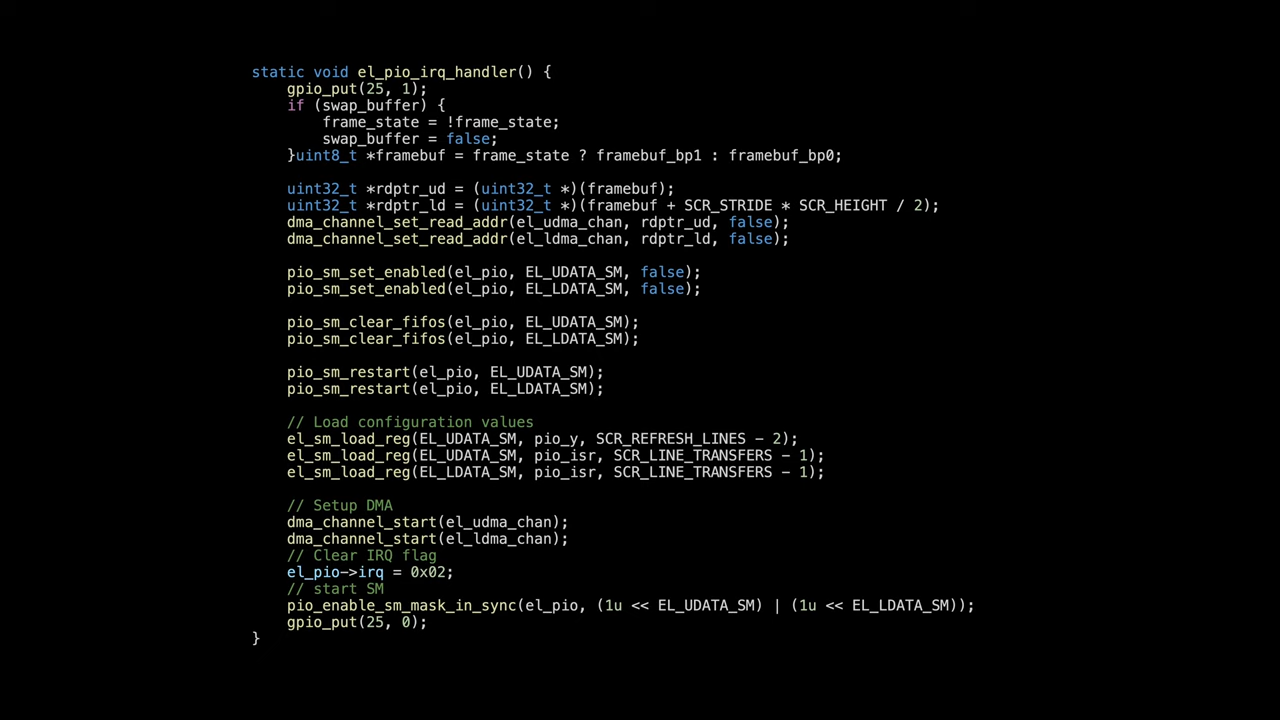 static void el_pio_irq_handler() {
    gpio_put(25, 1);
    if (swap_buffer) {
        frame_state = !frame_state;
        swap_buffer = false;
    }uint8_t *framebuf = frame_state ? framebuf_bp1 : framebuf_bp0;

    uint32_t *rdptr_ud = (uint32_t *)(framebuf);
    uint32_t *rdptr_ld = (uint32_t *)(framebuf + SCR_STRIDE * SCR_HEIGHT / 2);
    dma_channel_set_read_addr(el_udma_chan, rdptr_ud, false);
    dma_channel_set_read_addr(el_ldma_chan, rdptr_ld, false);

    pio_sm_set_enabled(el_pio, EL_UDATA_SM, false);
    pio_sm_set_enabled(el_pio, EL_LDATA_SM, false);

    pio_sm_clear_fifos(el_pio, EL_UDATA_SM);
    pio_sm_clear_fifos(el_pio, EL_LDATA_SM);

    pio_sm_restart(el_pio, EL_UDATA_SM);
    pio_sm_restart(el_pio, EL_LDATA_SM);

    // Load configuration values
    el_sm_load_reg(EL_UDATA_SM, pio_y, SCR_REFRESH_LINES - 2);
    el_sm_load_reg(EL_UDATA_SM, pio_isr, SCR_LINE_TRANSFERS - 1);
    el_sm_load_reg(EL_LDATA_SM, pio_isr, SCR_LINE_TRANSFERS - 1);

    // Setup DMA
    dma_channel_start(el_udma_chan);
    dma_channel_start(el_ldma_chan);
    // Clear IRQ flag
    el_pio->irq = 0x02;
    // start SM
    pio_enable_sm_mask_in_sync(el_pio, (1u << EL_UDATA_SM) | (1u << EL_LDATA_SM));
    gpio_put(25, 0);
}